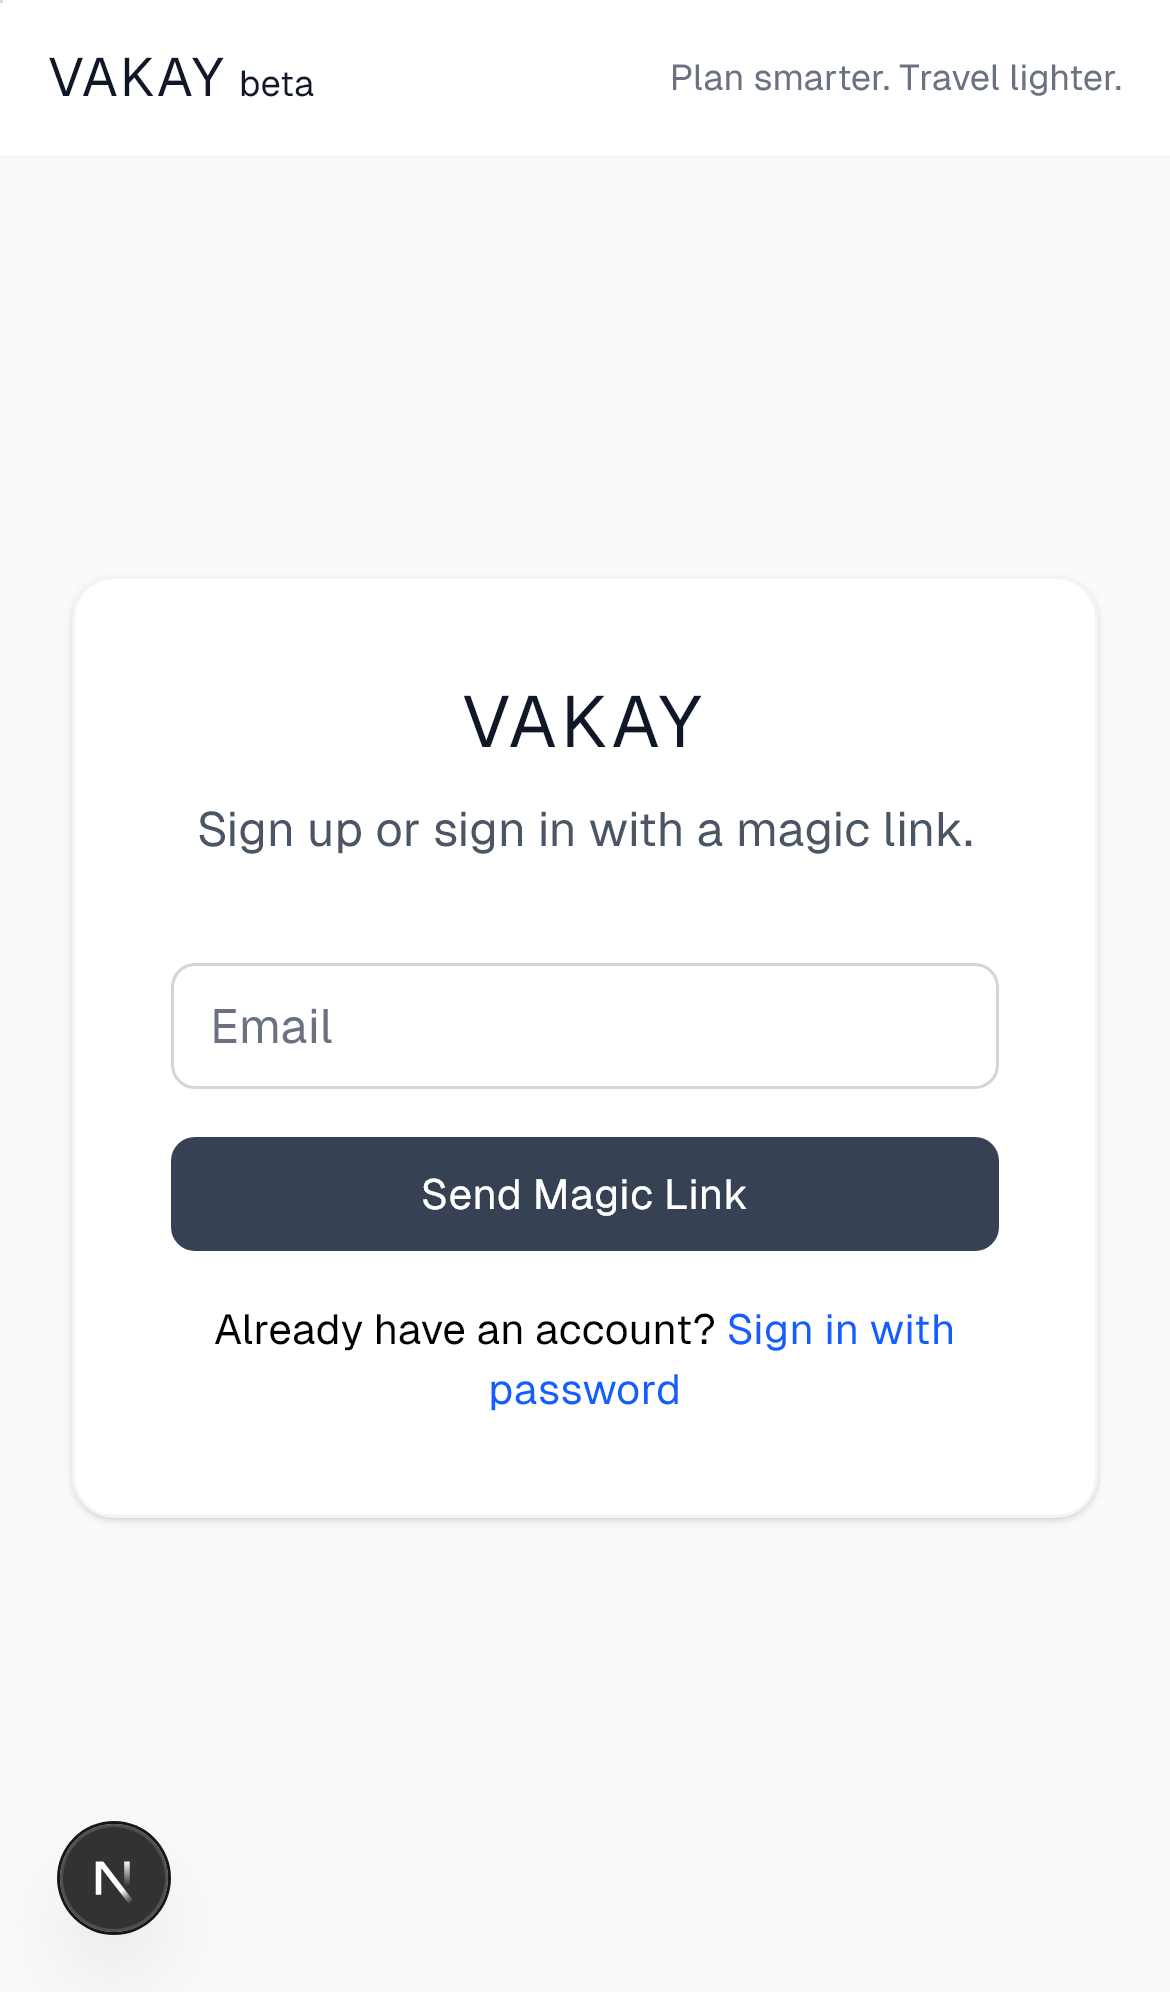 VAKAY beta
Plan smarter. Travel lighter.
VAKAY
Sign up or sign in with a magic link.
Email
Send Magic Link
Already have an account? Sign in with
password
N